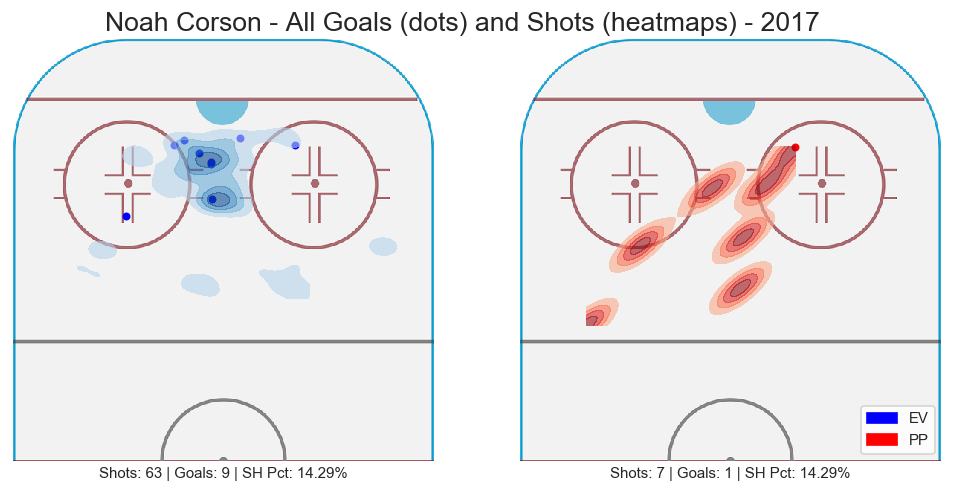 Noah Corson - All Goals (dots) and Shots (heatmaps) - 2017
EV
PP
Shots: 63 | Goals: 9 | SH Pct: 14.29%
Shots: 7 | Goals: 1 | SH Pct: 14.29%